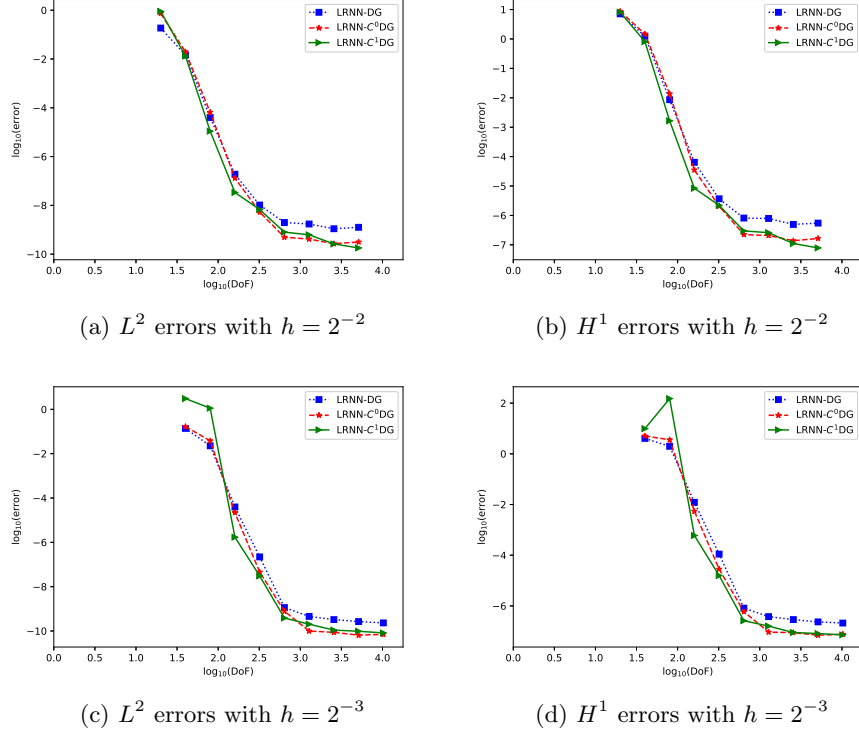 0
−2
−4
−6
−8
−10
log₁₀(error)
0.0 0.5 1.0 1.5 2.0 2.5 3.0 3.5 4.0
log₁₀(DoF)
LRNN-DG
LRNN-C⁰DG
LRNN-C¹DG
(a) L² errors with h = 2⁻²
1
0
−1
−2
−3
−4
−5
−6
−7
log₁₀(error)
0.0 0.5 1.0 1.5 2.0 2.5 3.0 3.5 4.0
log₁₀(DoF)
LRNN-DG
LRNN-C⁰DG
LRNN-C¹DG
(b) H¹ errors with h = 2⁻²
0
−2
−4
−6
−8
−10
log₁₀(error)
0.0 0.5 1.0 1.5 2.0 2.5 3.0 3.5 4.0
log₁₀(DoF)
LRNN-DG
LRNN-C⁰DG
LRNN-C¹DG
(c) L² errors with h = 2⁻³
2
0
−2
−4
−6
log₁₀(error)
0.0 0.5 1.0 1.5 2.0 2.5 3.0 3.5 4.0
log₁₀(DoF)
LRNN-DG
LRNN-C⁰DG
LRNN-C¹DG
(d) H¹ errors with h = 2⁻³